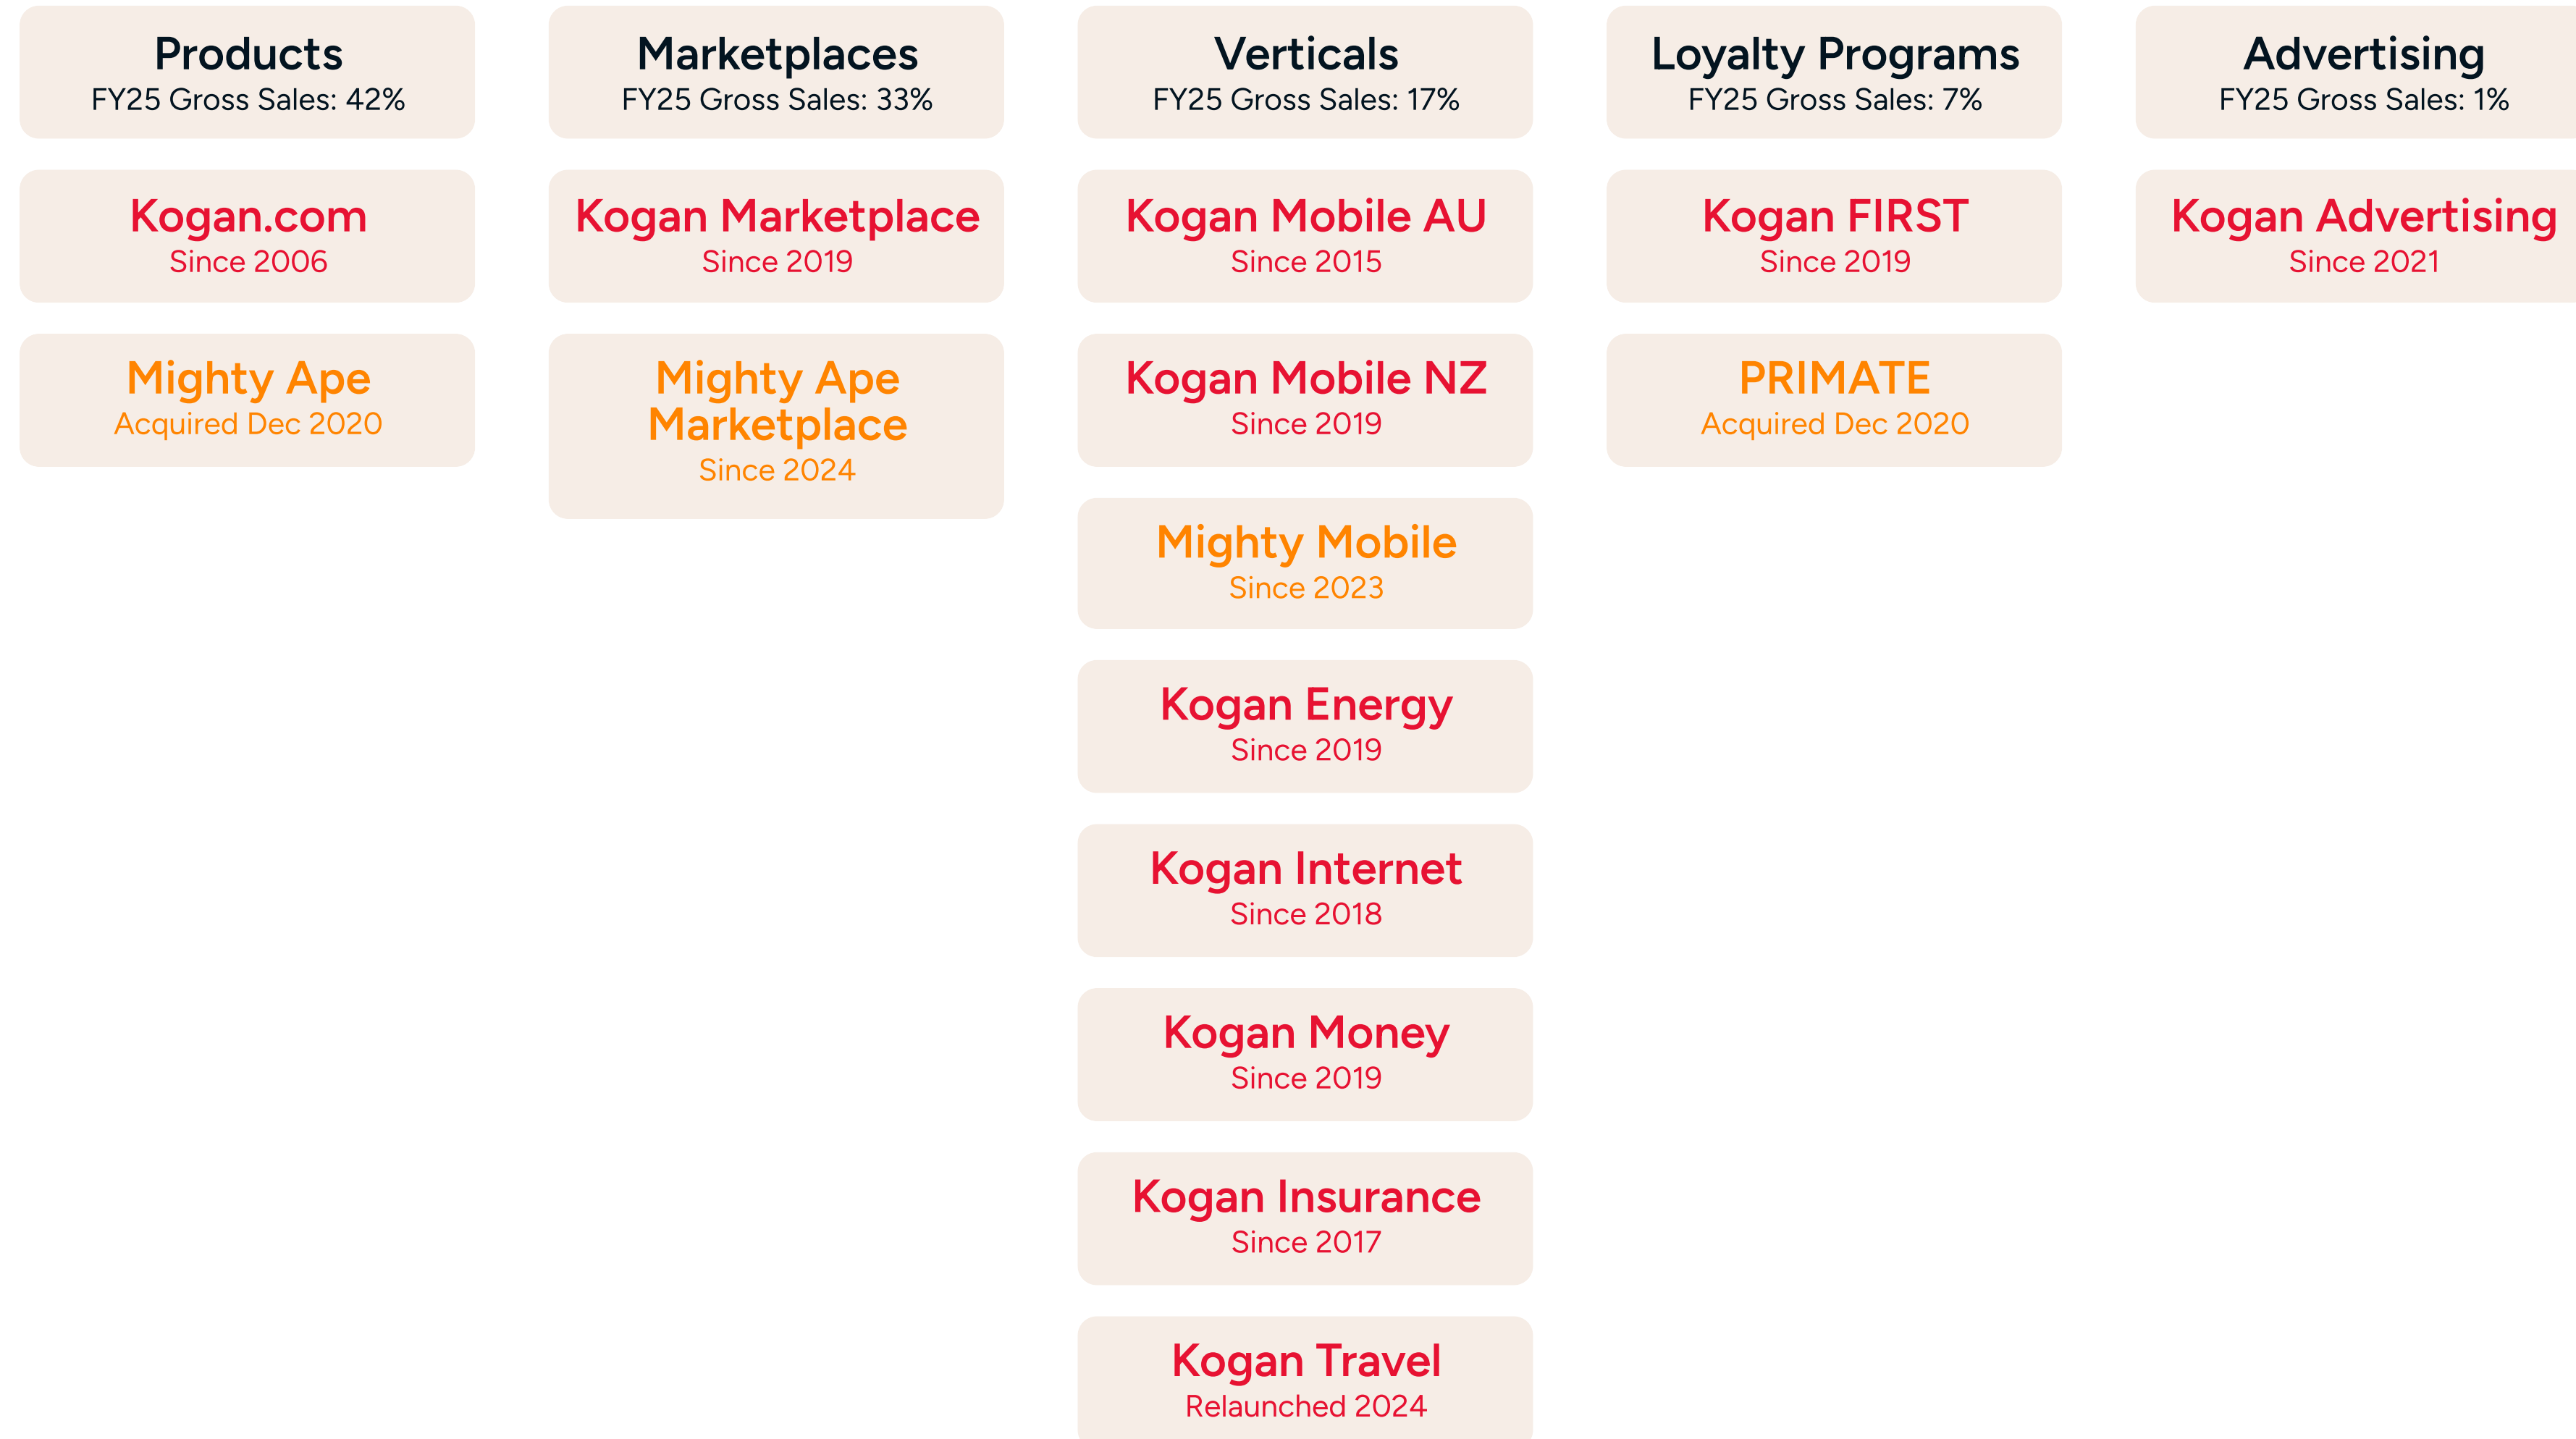 Products
FY25 Gross Sales: 42%
Kogan.com
Since 2006
Mighty Ape
Acquired Dec 2020
Marketplaces
FY25 Gross Sales: 33%
Kogan Marketplace
Since 2019
Mighty Ape
Marketplace
Since 2024
Verticals
FY25 Gross Sales: 17%
Kogan Mobile AU
Since 2015
Kogan Mobile NZ
Since 2019
Mighty Mobile
Since 2023
Kogan Energy
Since 2019
Kogan Internet
Since 2018
Kogan Money
Since 2019
Kogan Insurance
Since 2017
Kogan Travel
Relaunched 2024
Loyalty Programs
FY25 Gross Sales: 7%
Kogan FIRST
Since 2019
PRIMATE
Acquired Dec 2020
Advertising
FY25 Gross Sales: 1%
Kogan Advertising
Since 2021